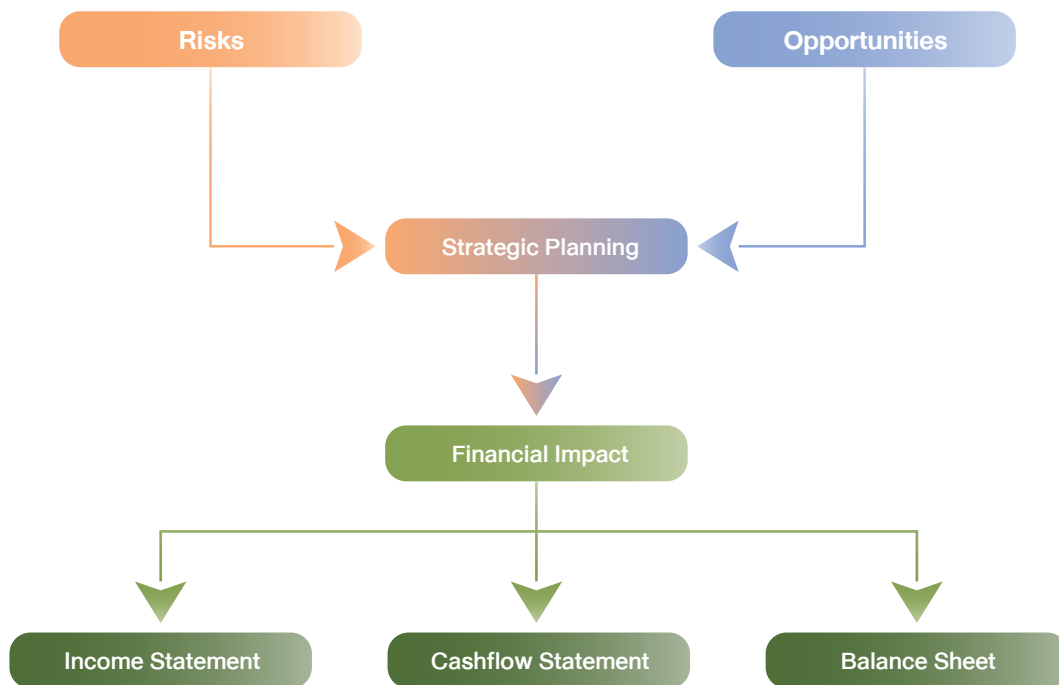 Risks
Opportunities
Strategic Planning
Financial Impact
Income Statement
Cashflow Statement
Balance Sheet